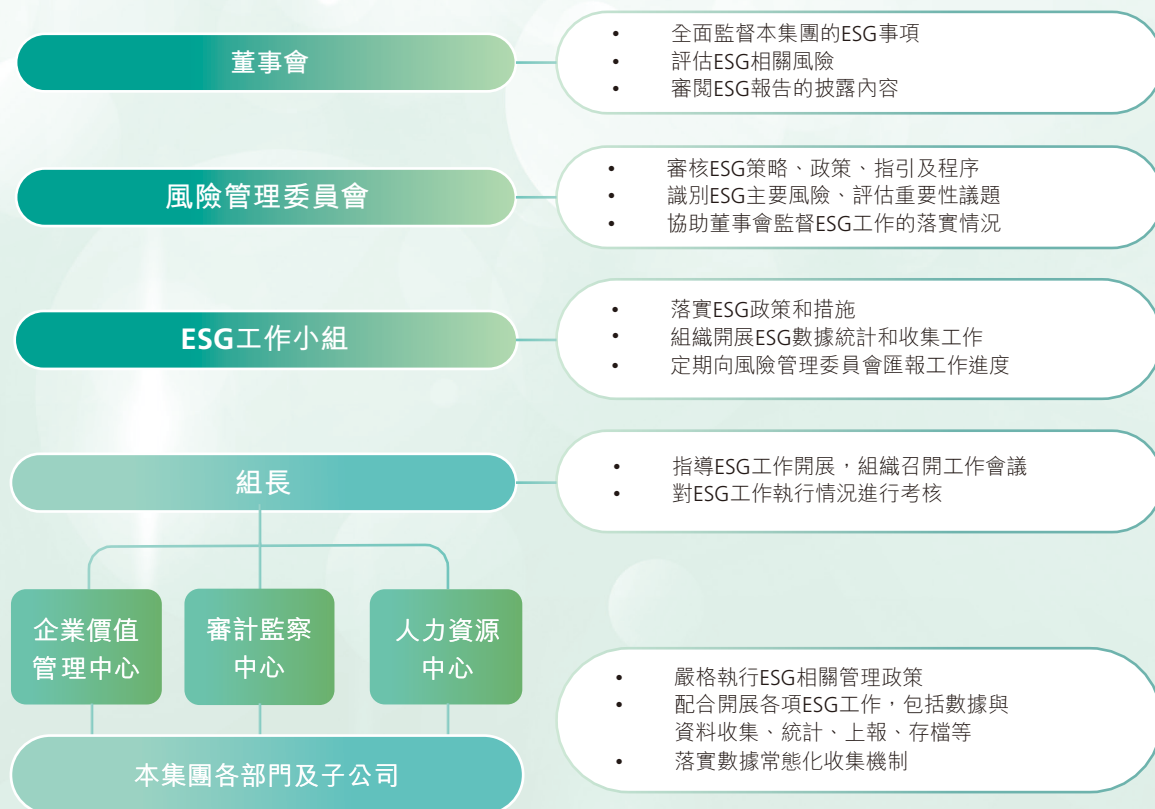 董事會
• 全面監督本集團的ESG事項
• 評估ESG相關風險
• 審閱ESG報告的披露內容
風險管理委員會
• 審核ESG策略、政策、指引及程序
• 識別ESG主要風險、評估重要性議題
• 協助董事會監督ESG工作的落實情況
ESG工作小組
• 落實ESG政策和措施
• 組織開展ESG數據統計和收集工作
• 定期向風險管理委員會匯報工作進度
組長
• 指導ESG工作開展，組織召開工作會議
• 對ESG工作執行情況進行考核
企業價值
管理中心
審計監察
中心
人力資源
中心
本集團各部門及子公司
• 嚴格執行ESG相關管理政策
• 配合開展各項ESG工作，包括數據與
資料收集、統計、上報、存檔等
• 落實數據常態化收集機制